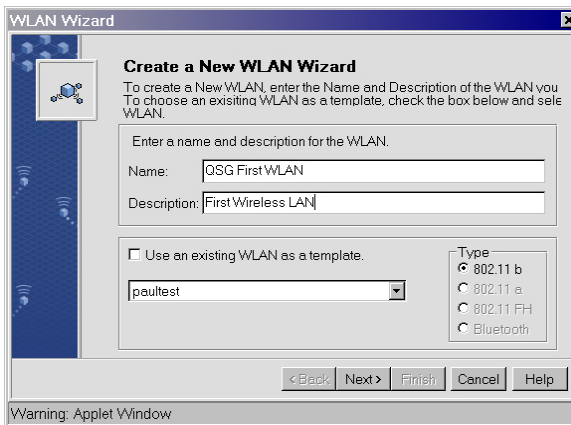 WLAN Wizard
Create a New WLAN Wizard
To create a New WLAN, enter the Name and Description of the WLAN you
To choose an exisiting WLAN as a template, check the box below and sele
WLAN.
Enter a name and description for the WLAN.
Name: QSG First WLAN
Description: First Wireless LAN
Use an existing WLAN as a template.
paultest
Type
802.11 b
802.11 a
802.11 FH
Bluetooth
<Back Next> Finish Cancel Help
Warning: Applet Window